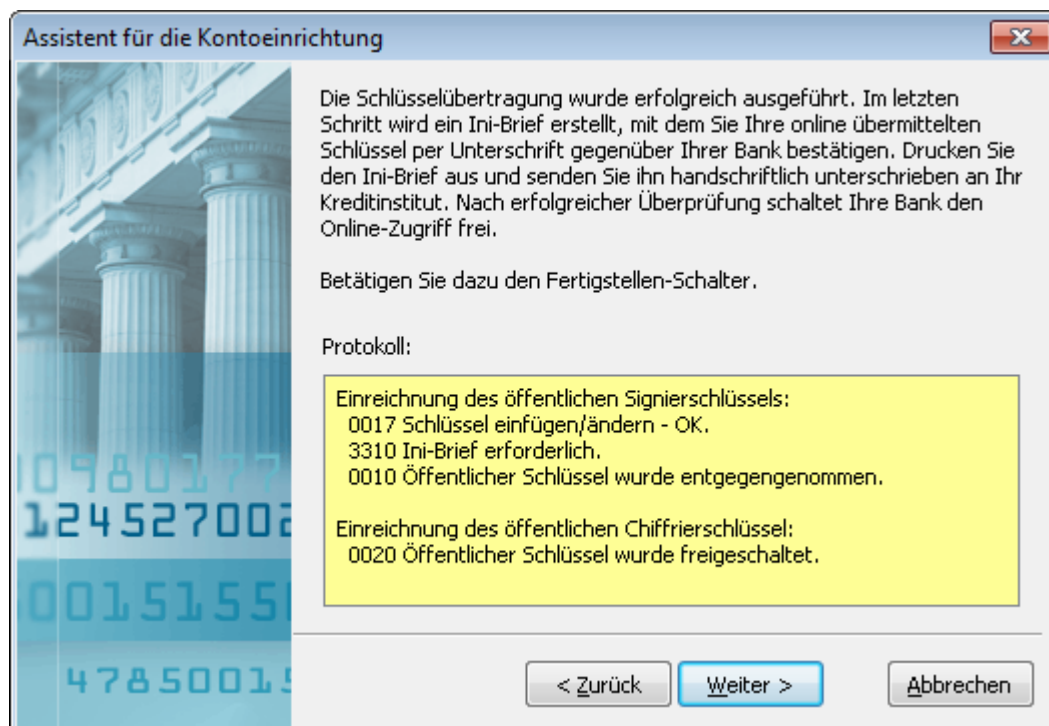 Assistent für die Kontoeinrichtung
Die Schlüsselübertragung wurde erfolgreich ausgeführt. Im letzten
Schritt wird ein Ini-Brief erstellt, mit dem Sie Ihre online übermittelten
Schlüssel per Unterschrift gegenüber Ihrer Bank bestätigen. Drucken Sie
den Ini-Brief aus und senden Sie ihn handschriftlich unterschrieben an Ihr
Kreditinstitut. Nach erfolgreicher Überprüfung schaltet Ihre Bank den
Online-Zugriff frei.
Betätigen Sie dazu den Fertigstellen-Schalter.
Protokoll:
Einreichnung des öffentlichen Signierschlüssels:
0017 Schlüssel einfügen/ändern - OK.
3310 Ini-Brief erforderlich.
0010 Öffentlicher Schlüssel wurde entgegengenommen.
Einreichnung des öffentlichen Chiffrierschlüssel:
0020 Öffentlicher Schlüssel wurde freigeschaltet.
< Zurück
Weiter >
Abbrechen